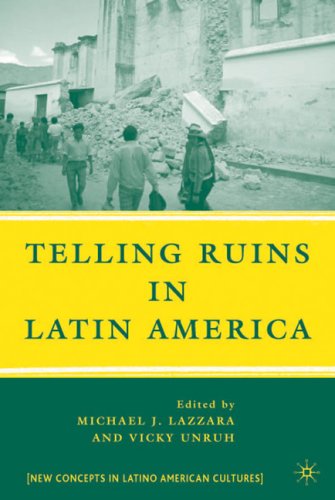 TELLING RUINS
IN
LATIN AMERICA
Edited by
MICHAEL J. LAZZARA
AND VICKY UNRUH
[NEW CONCEPTS IN LATINO AMERICAN CULTURES]